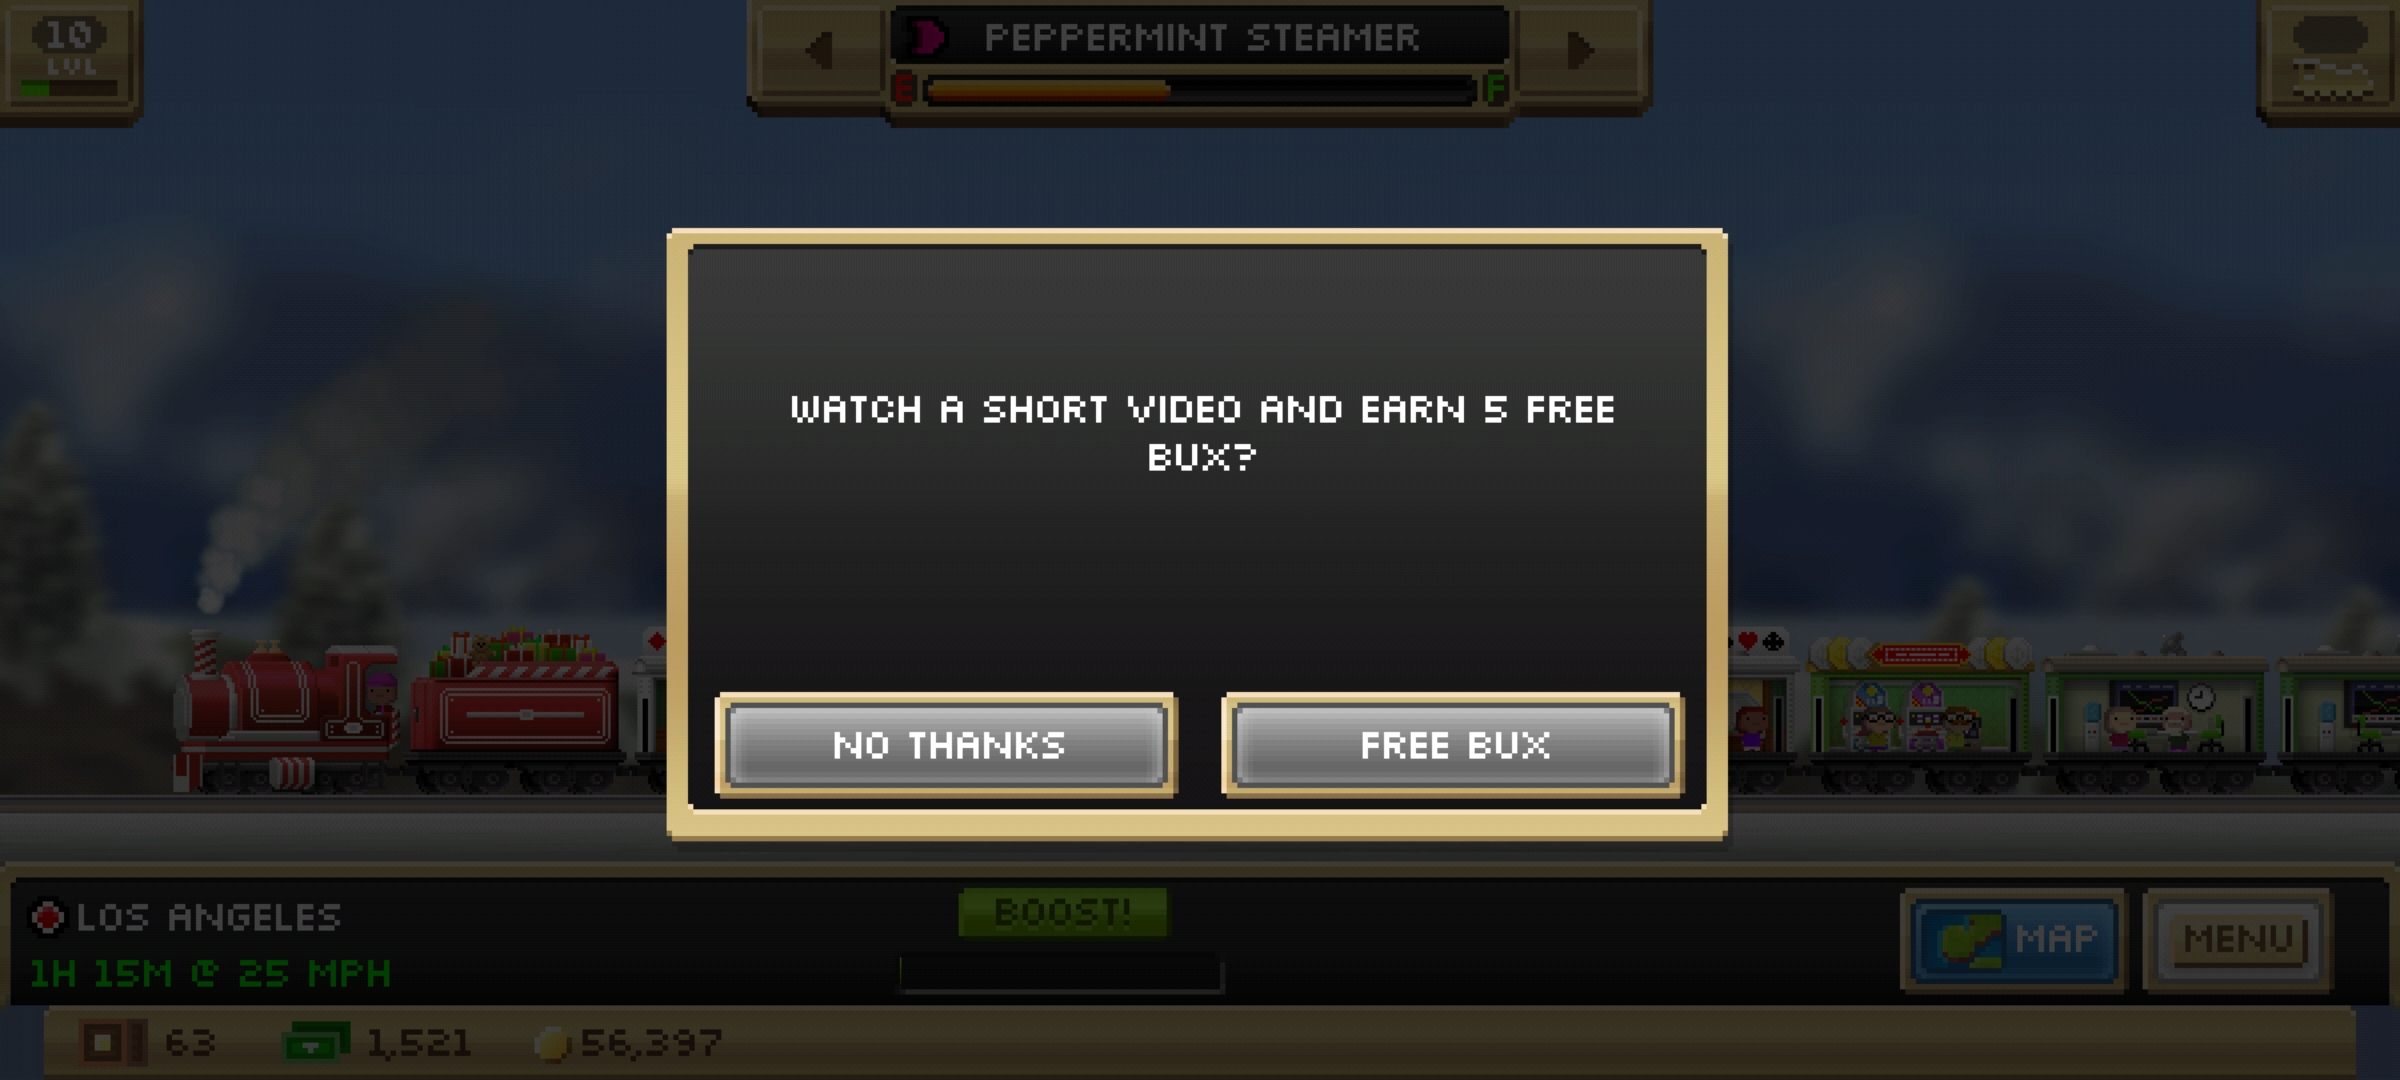 10
LVL
PEPPERMINT STEAMER
E F
WATCH A SHORT VIDEO AND EARN 5 FREE
BUX?
NO THANKS FREE BUX
LOS ANGELES
1H 15M @ 25 MPH
BOOST!
MAP MENU
63 1,521 56,397